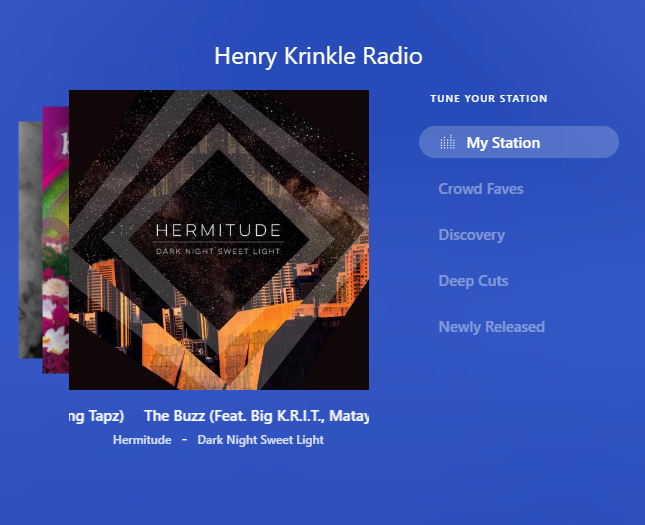 Henry Krinkle Radio
HERMITUDE
DARK NIGHT SWEET LIGHT
ng Tapz) The Buzz (Feat. Big K.R.I.T., Matay
Hermitude - Dark Night Sweet Light
TUNE YOUR STATION
My Station
Crowd Faves
Discovery
Deep Cuts
Newly Released